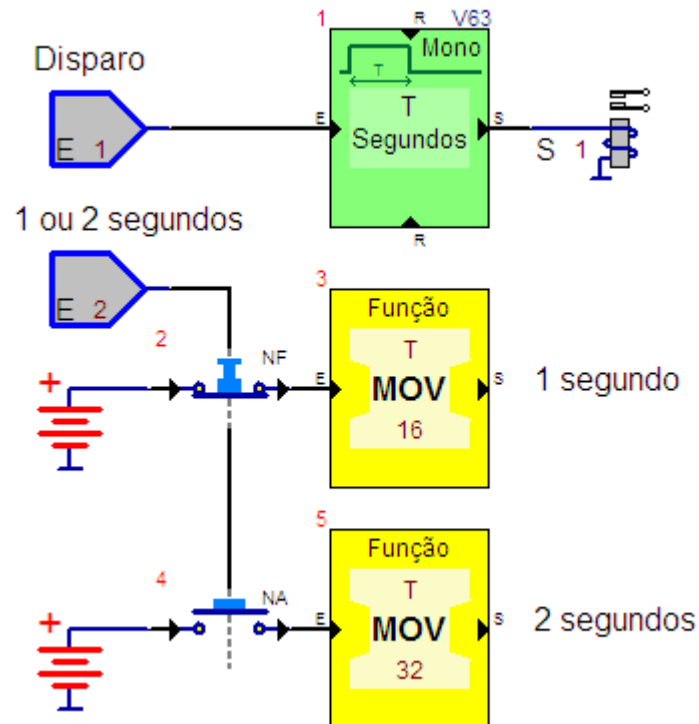 1 R V63
Disparo
Mono
T
E 1
E
T
Segundos
S
S 1
R
1 ou 2 segundos
E 2
3
Função
2
NF
E
T
MOV
16
S
1 segundo
+
5
Função
4
NA
E
T
MOV
32
S
2 segundos
+